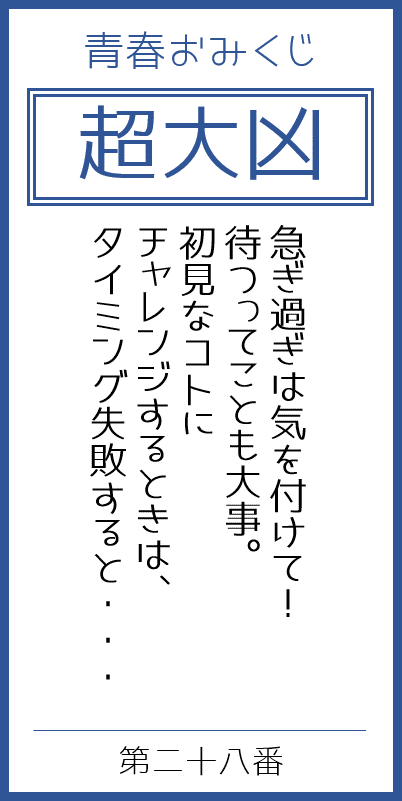 青春おみくじ
超大凶
急ぎ過ぎは気を付けて!
待つってことも大事。
初見なコトに
チャレンジするときは、
タイミング失敗すると・・・
第二十八番